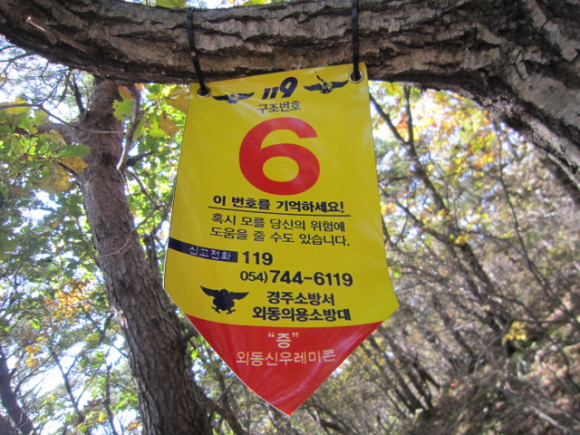 119
구조번호
6
이 번호를 기억하세요!
혹시 모를 당신의 위험에
도움을 줄 수도 있습니다.
신고전화 119
054) 744-6119
경주소방서
외동의용소방대
"증"
외동신우레미콘